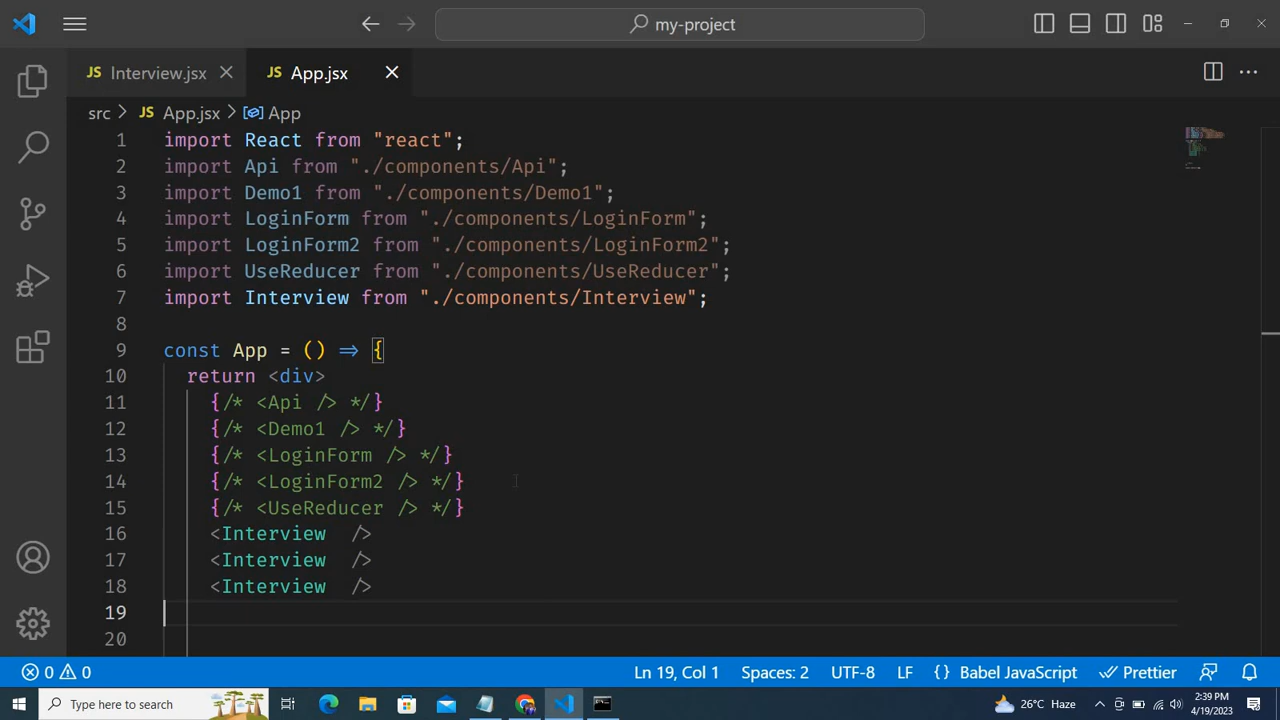 my-project
JS Interview.jsx
JS App.jsx
src > JS App.jsx > App
1 import React from "react";
2 import Api from "./components/Api";
3 import Demo1 from "./components/Demo1";
4 import LoginForm from "./components/LoginForm";
5 import LoginForm2 from "./components/LoginForm2";
6 import UseReducer from "./components/UseReducer";
7 import Interview from "./components/Interview";
8
9 const App = () => {
10 return <div>
11 {/* <Api /> */}
12 {/* <Demo1 /> */}
13 {/* <LoginForm /> */}
14 {/* <LoginForm2 /> */}
15 {/* <UseReducer /> */}
16 <Interview />
17 <Interview />
18 <Interview />
19
20
0 0 Ln 19, Col 1 Spaces: 2 UTF-8 LF {} Babel JavaScript Prettier
Type here to search 26°C Haze 2:39 PM
4/19/2023